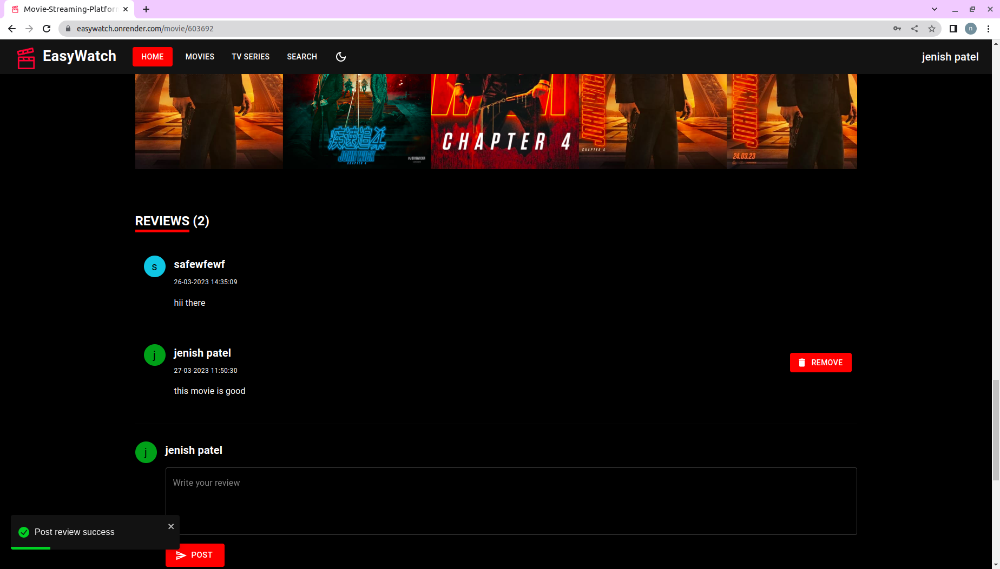 Movie-Streaming-Platfor
easywatch.onrender.com/movie/603692
n
EasyWatch
HOME
MOVIES
TV SERIES
SEARCH
jenish patel
疾速追杀4
JOHN WICK
CHAPTER 4
#JOHNWICK4
CHAPTER 4
JOHN WICK
CHAPTER 4
JOHN WICK
24.03.23
REVIEWS (2)
s
safewfewf
26-03-2023 14:35:09
hii there
j
jenish patel
27-03-2023 11:50:30
this movie is good
REMOVE
j
jenish patel
Write your review
Post review success
POST